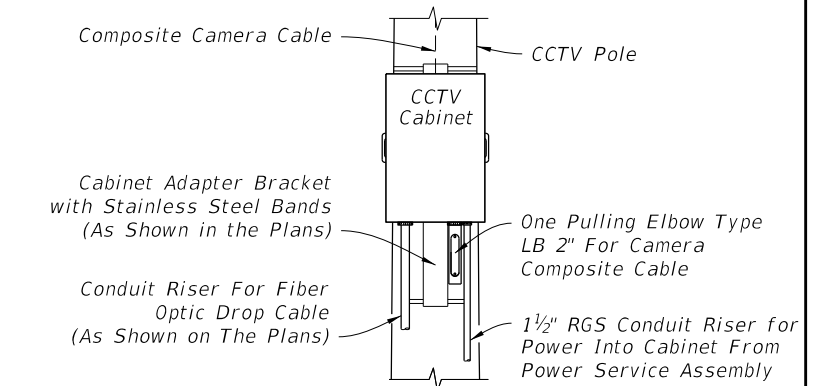 Composite Camera Cable
CCTV Pole
CCTV
Cabinet
Cabinet Adapter Bracket
with Stainless Steel Bands
(As Shown in the Plans)
One Pulling Elbow Type
LB 2" For Camera
Composite Cable
Conduit Riser For Fiber
Optic Drop Cable
(As Shown on The Plans)
1½" RGS Conduit Riser for
Power Into Cabinet From
Power Service Assembly